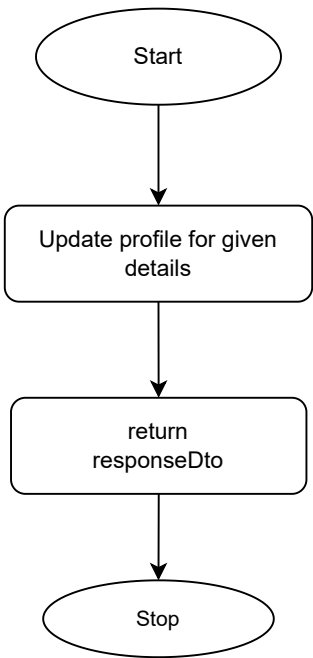 Start
Update profile for given
details
return
responseDto
Stop